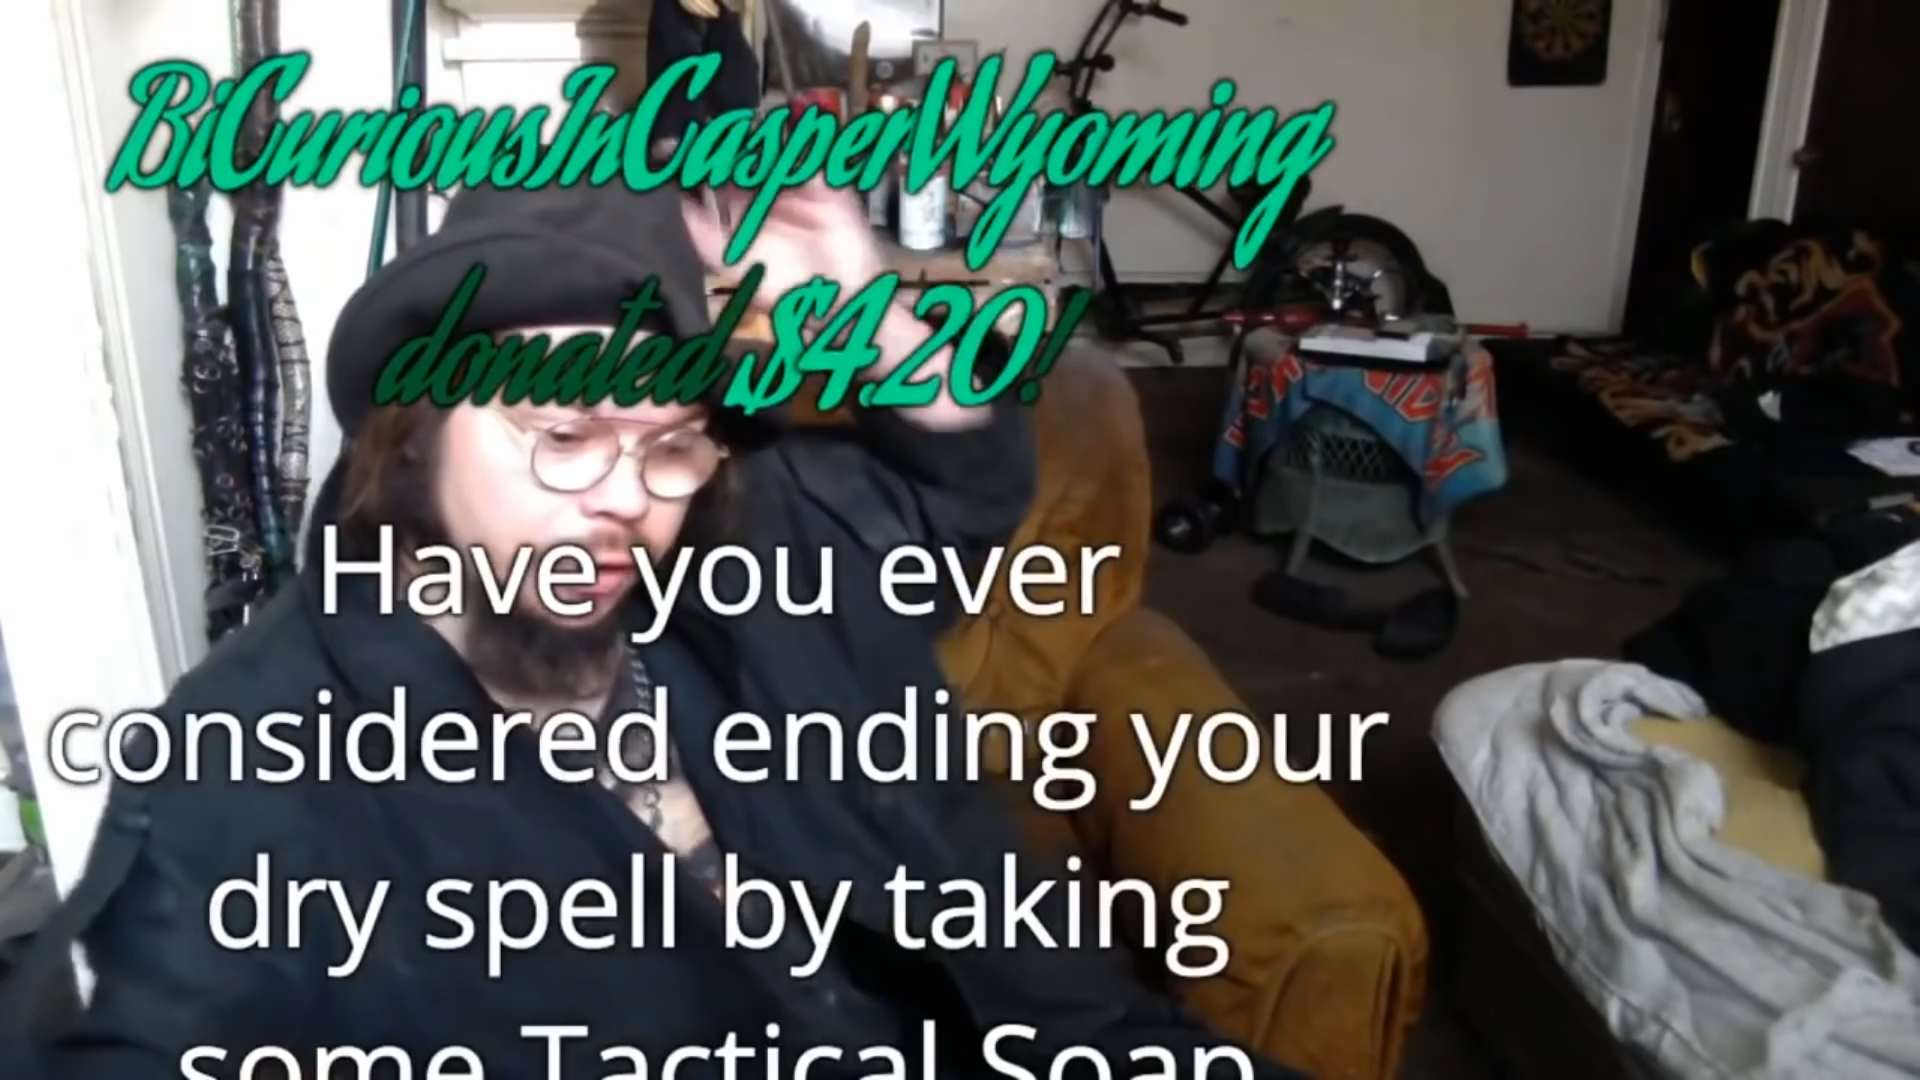 BiCuriousInCasperWyoming
donated $4.20!
Have you ever
considered ending your
dry spell by taking
some Tactical Soap